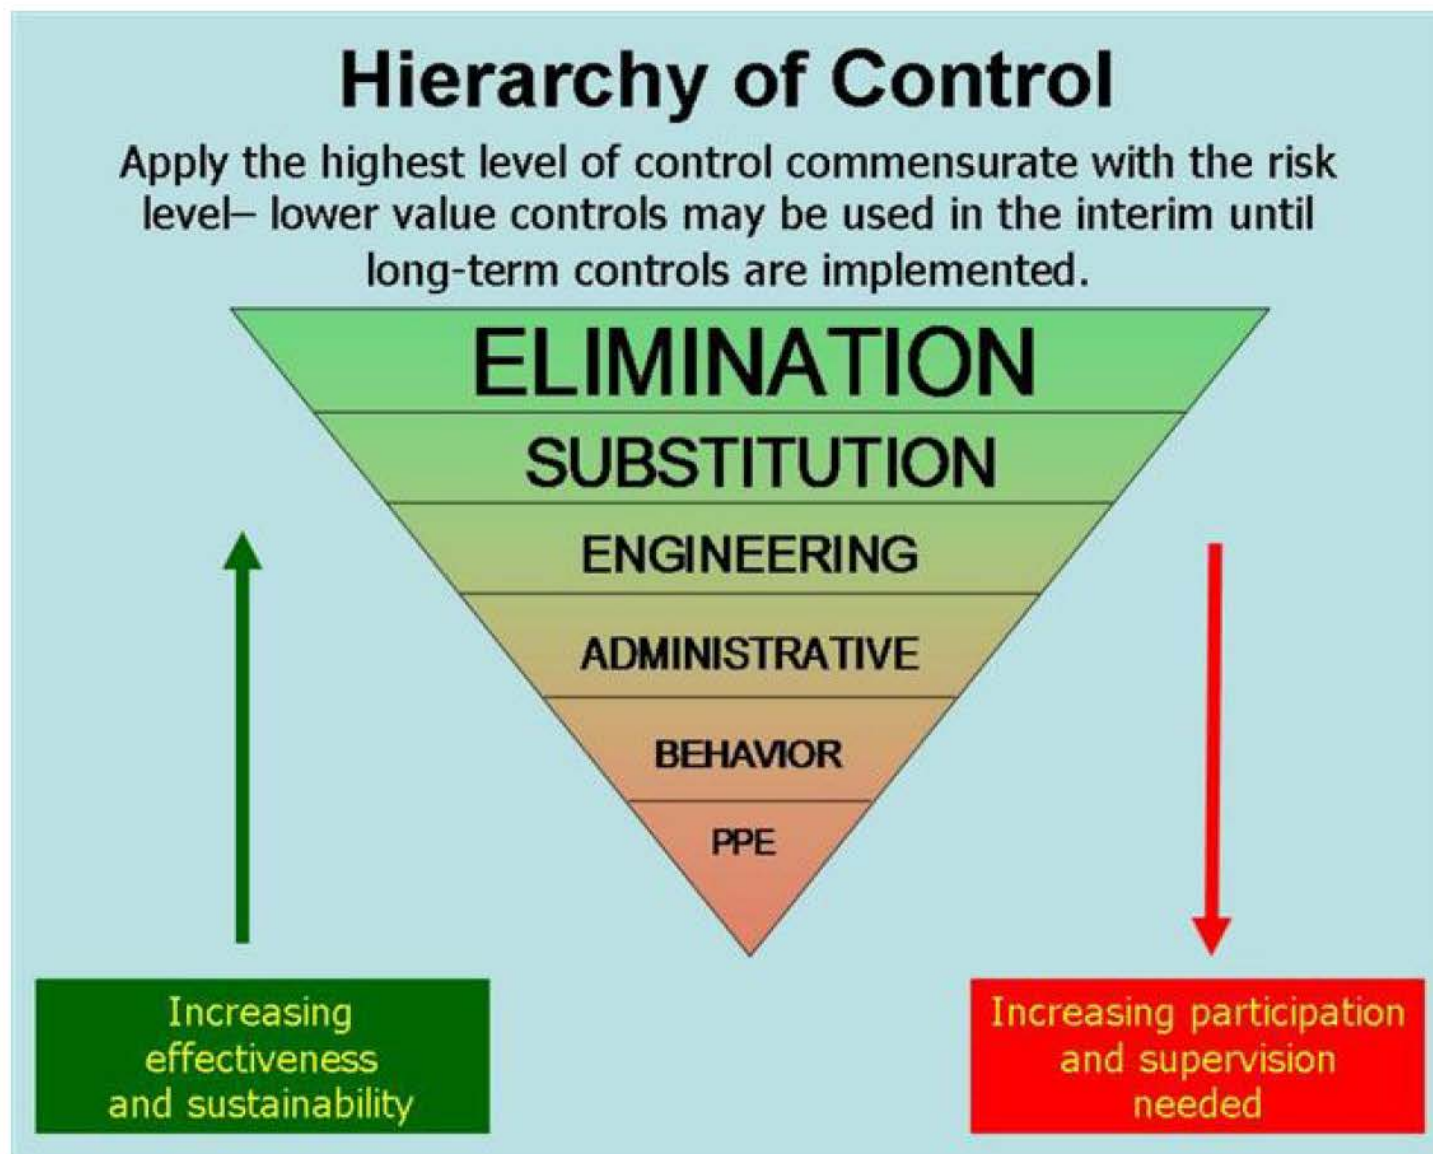 Hierarchy of Control
Apply the highest level of control commensurate with the risk
level– lower value controls may be used in the interim until
long-term controls are implemented.
ELIMINATION
SUBSTITUTION
ENGINEERING
ADMINISTRATIVE
BEHAVIOR
PPE
Increasing
effectiveness
and sustainability
Increasing participation
and supervision
needed